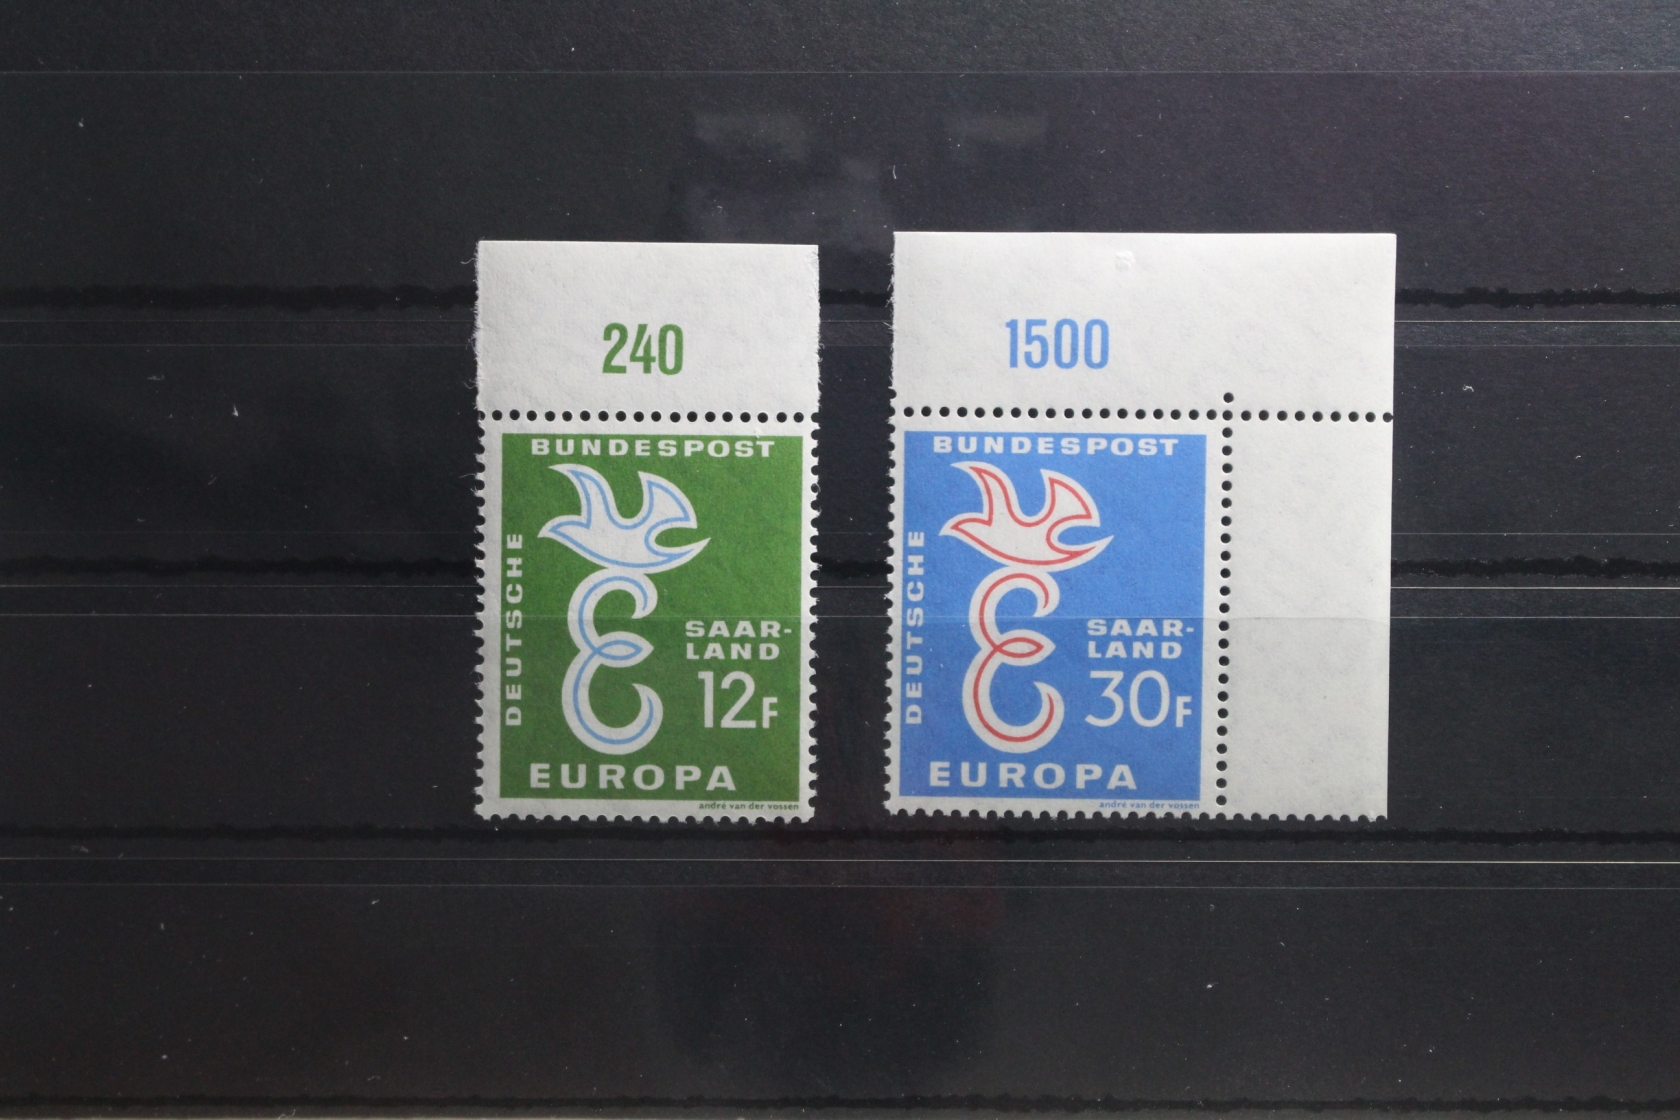 240
BUNDESPOST
DEUTSCHE
SAAR-
LAND
12F
EUROPA
andré van der vossen
1500
BUNDESPOST
DEUTSCHE
SAAR-
LAND
30F
EUROPA
andré van der vossen